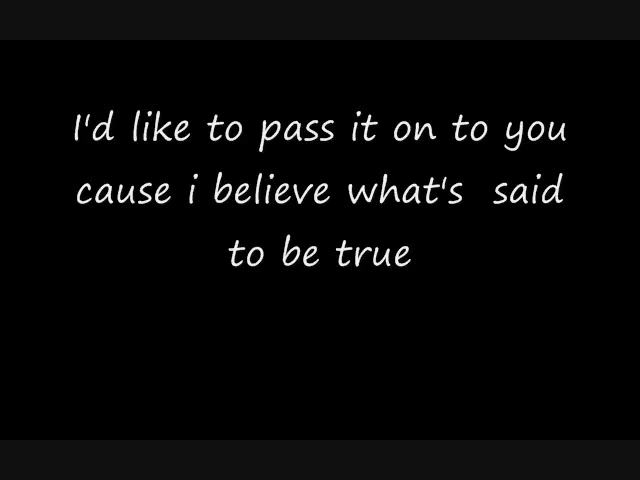 I'd like to pass it on to you
cause i believe what's  said
to be true